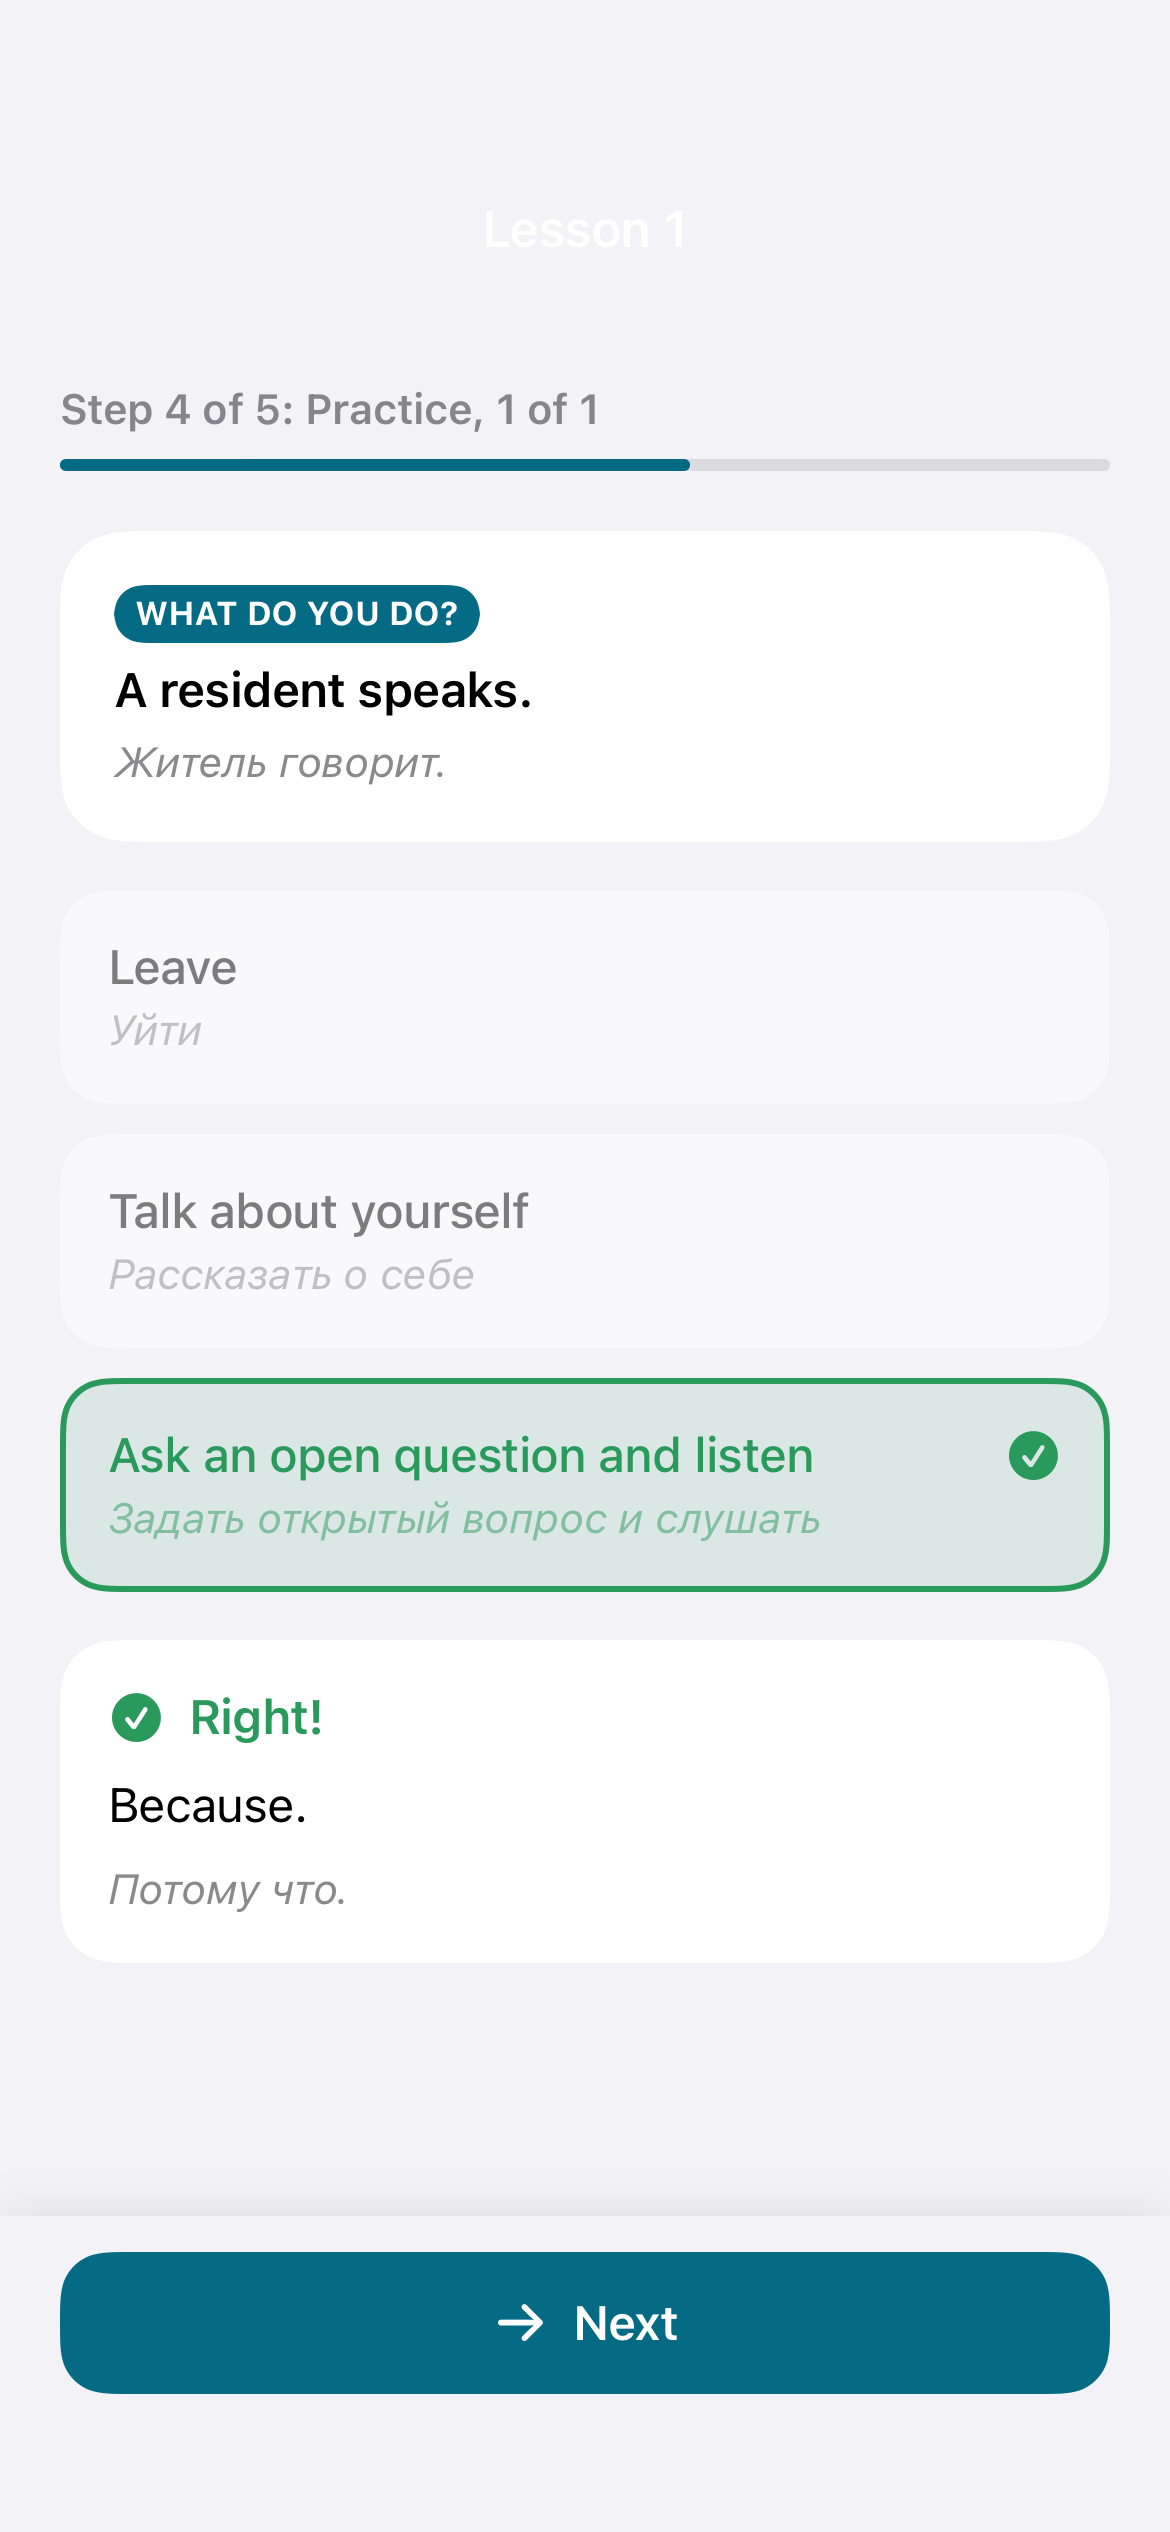 Lesson 1
Step 4 of 5: Practice, 1 of 1
WHAT DO YOU DO?
A resident speaks.
Житель говорит.
Leave
Уйти
Talk about yourself
Рассказать о себе
Ask an open question and listen
Задать открытый вопрос и слушать
Right!
Because.
Потому что.
Next